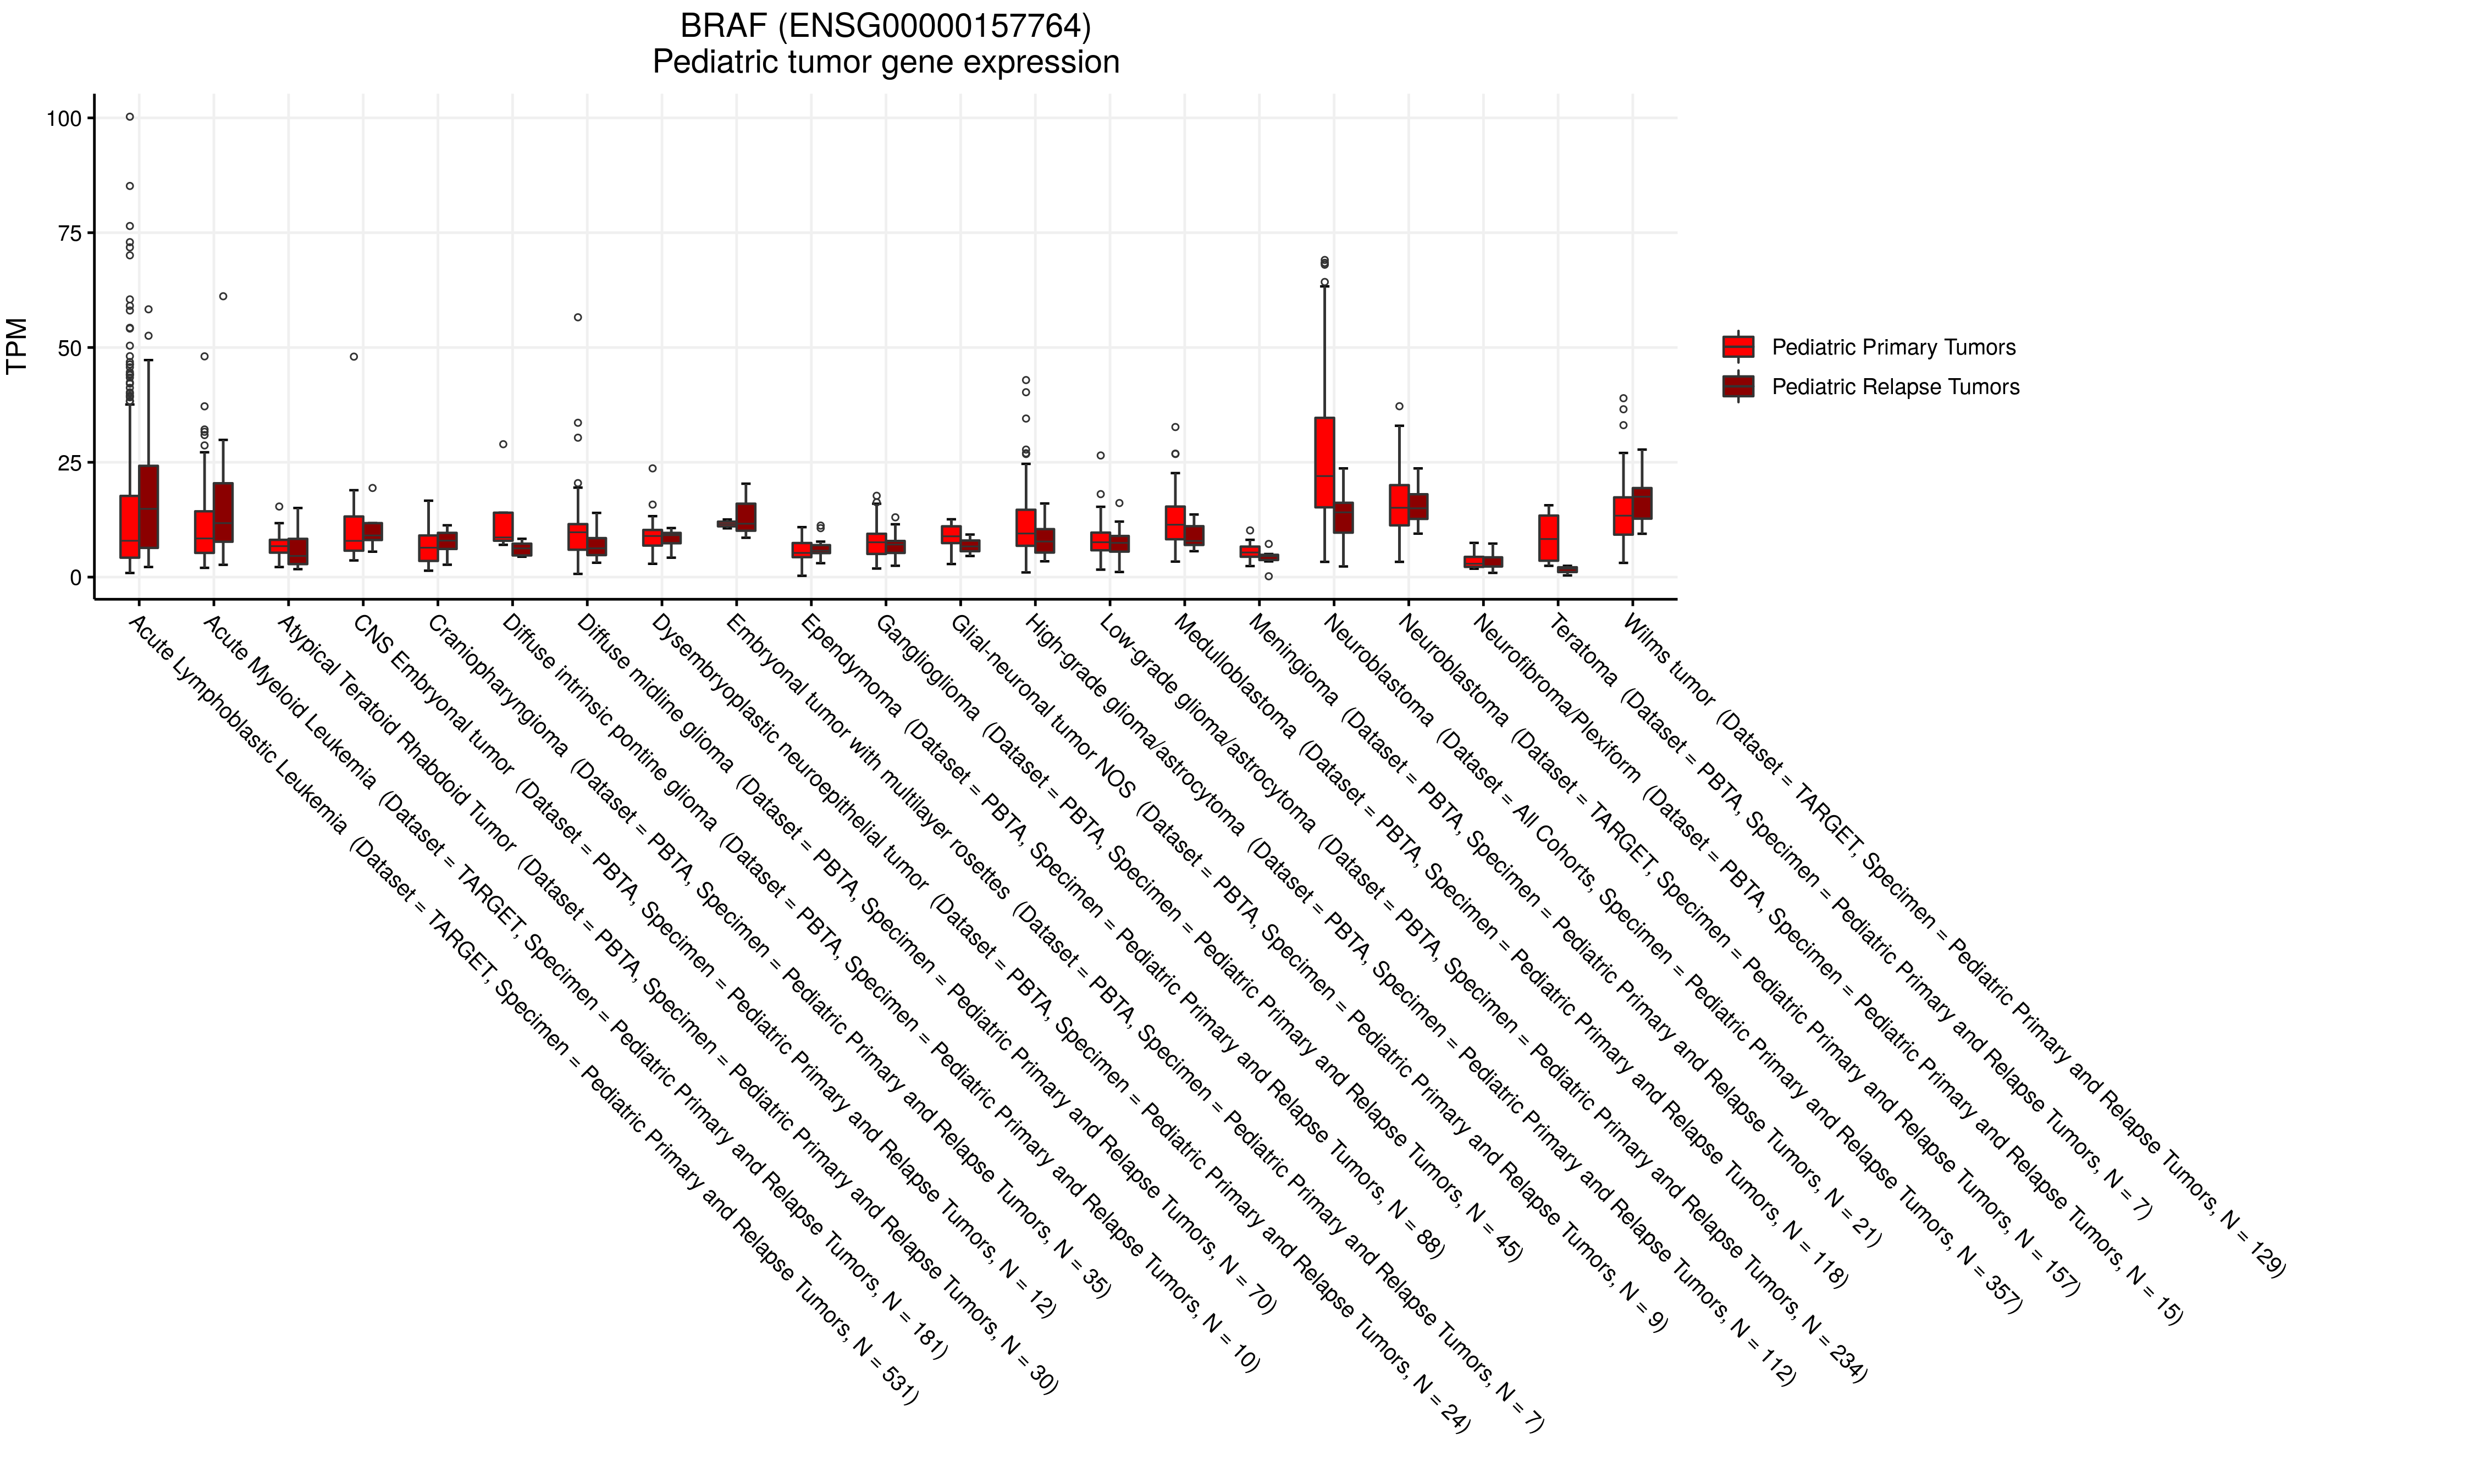 BRAF (ENSG00000157764)
Pediatric tumor gene expression
TPM
100
75
50
25
0
Pediatric Primary Tumors
Pediatric Relapse Tumors
Acute Lymphoblastic Leukemia (Dataset = TARGET, Specimen = Pediatric Primary and Relapse Tumors, N = 531)
Acute Myeloid Leukemia (Dataset = TARGET, Specimen = Pediatric Primary and Relapse Tumors, N = 181)
Atypical Teratoid Rhabdoid Tumor (Dataset = PBTA, Specimen = Pediatric Primary and Relapse Tumors, N = 30)
CNS Embryonal tumor (Dataset = PBTA, Specimen = Pediatric Primary and Relapse Tumors, N = 12)
Craniopharyngioma (Dataset = PBTA, Specimen = Pediatric Primary and Relapse Tumors, N = 35)
Diffuse intrinsic pontine glioma (Dataset = PBTA, Specimen = Pediatric Primary and Relapse Tumors, N = 10)
Diffuse midline glioma (Dataset = PBTA, Specimen = Pediatric Primary and Relapse Tumors, N = 70)
Dysembryoplastic neuroepithelial tumor (Dataset = PBTA, Specimen = Pediatric Primary and Relapse Tumors, N = 24)
Embryonal tumor with multilayer rosettes (Dataset = PBTA, Specimen = Pediatric Primary and Relapse Tumors, N = 7)
Ependymoma (Dataset = PBTA, Specimen = Pediatric Primary and Relapse Tumors, N = 88)
Ganglioglioma (Dataset = PBTA, Specimen = Pediatric Primary and Relapse Tumors, N = 45)
Glial-neuronal tumor NOS (Dataset = PBTA, Specimen = Pediatric Primary and Relapse Tumors, N = 9)
High-grade glioma/astrocytoma (Dataset = PBTA, Specimen = Pediatric Primary and Relapse Tumors, N = 112)
Low-grade glioma/astrocytoma (Dataset = PBTA, Specimen = Pediatric Primary and Relapse Tumors, N = 234)
Medulloblastoma (Dataset = PBTA, Specimen = Pediatric Primary and Relapse Tumors, N = 118)
Meningioma (Dataset = PBTA, Specimen = Pediatric Primary and Relapse Tumors, N = 21)
Neuroblastoma (Dataset = All Cohorts, Specimen = Pediatric Primary and Relapse Tumors, N = 357)
Neuroblastoma (Dataset = TARGET, Specimen = Pediatric Primary and Relapse Tumors, N = 157)
Neurofibroma/Plexiform (Dataset = PBTA, Specimen = Pediatric Primary and Relapse Tumors, N = 15)
Teratoma (Dataset = PBTA, Specimen = Pediatric Primary and Relapse Tumors, N = 7)
Wilms tumor (Dataset = TARGET, Specimen = Pediatric Primary and Relapse Tumors, N = 129)